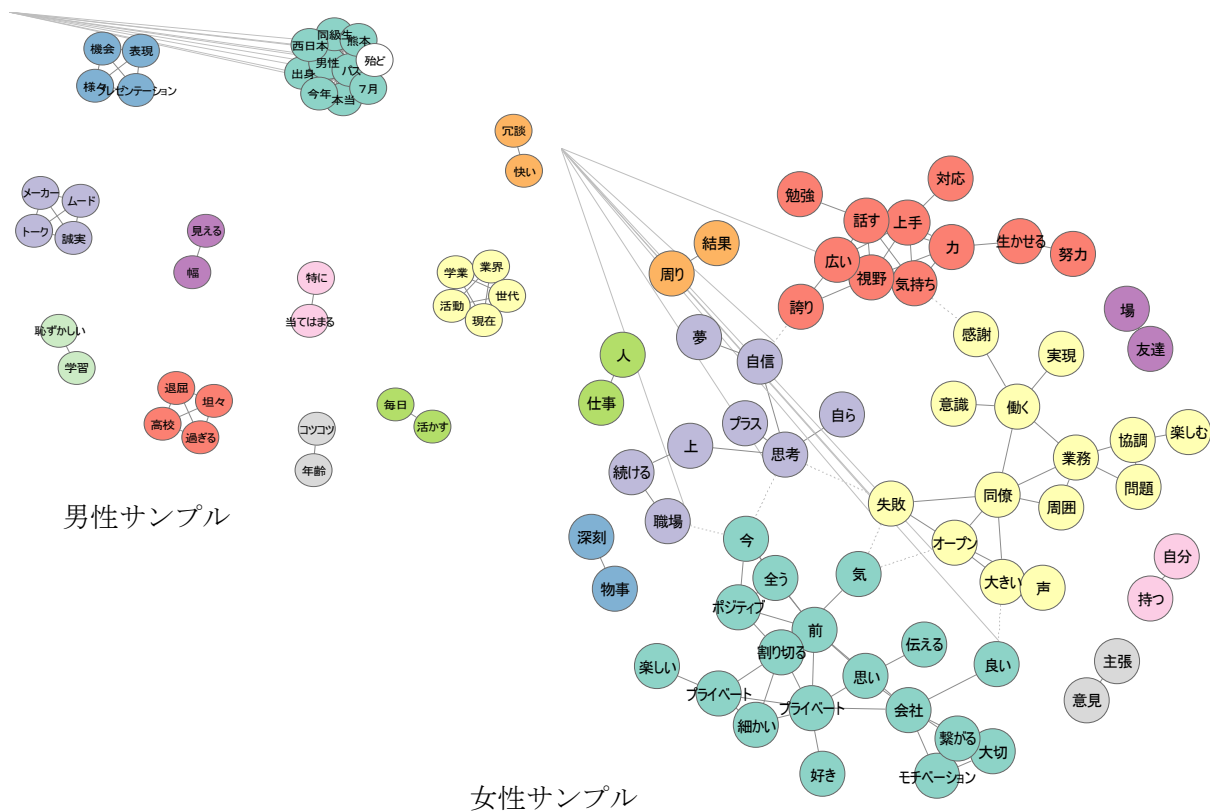 機会
表現
様々
プレゼンテーション
同級生
西日本
熊本
殆ど
男性
バス
出身
7月
今年
本当
冗談
快い
メーカー
ムード
トーク
誠実
見える
幅
特に
当てはまる
学業
業界
世代
活動
現在
恥ずかしい
学習
退屈
坦々
高校
過ぎる
コツコツ
年齢
毎日
活かす
男性サンプル
勉強
対応
話す
上手
力
生かせる
努力
広い
視野
気持ち
誇り
結果
周り
夢
自信
人
仕事
プラス
自ら
上
思考
続ける
職場
深刻
物事
感謝
実現
意識
働く
業務
協調
楽しむ
問題
周囲
同僚
失敗
オープン
大きい
声
場
友達
自分
持つ
主張
意見
今
全う
気
ポジティブ
前
割り切る
楽しい
プライベート
細かい
プライベート
思い
伝える
良い
会社
繋がる
大切
モチベーション
好き
女性サンプル